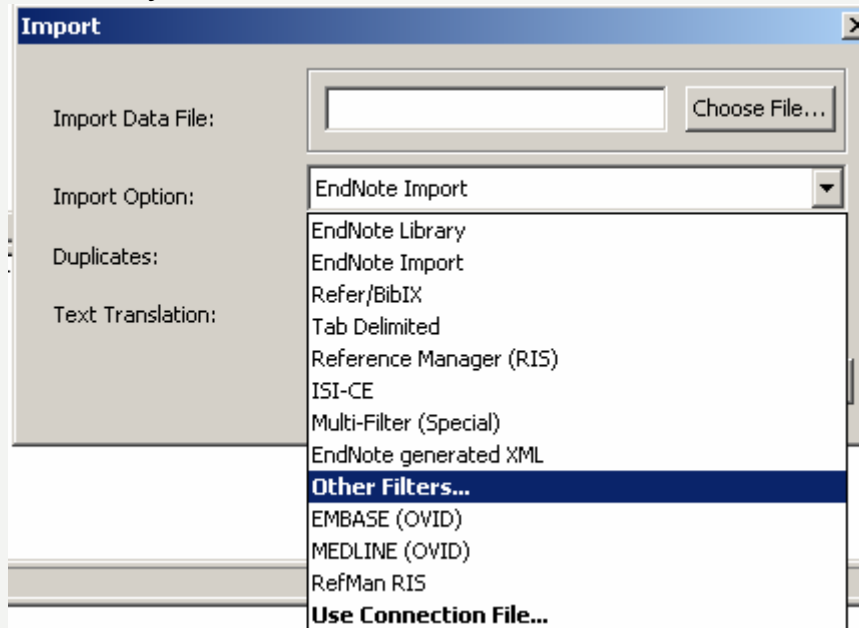 Import
Import Data File:
Choose File...
Import Option:
EndNote Import
Duplicates:
Text Translation:
EndNote Library
EndNote Import
Refer/BibIX
Tab Delimited
Reference Manager (RIS)
ISI-CE
Multi-Filter (Special)
EndNote generated XML
Other Filters...
EMBASE (OVID)
MEDLINE (OVID)
RefMan RIS
Use Connection File...